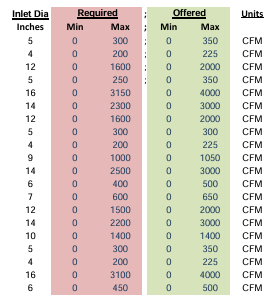 Inlet Dia Required ; Offered Units
Inches Min Max ; Min Max
5 0 300 ; 0 350 CFM
4 0 200 ; 0 225 CFM
12 0 1600 ; 0 2000 CFM
5 0 250 ; 0 350 CFM
16 0 3150 0 4000 CFM
14 0 2300 0 3000 CFM
12 0 1600 0 2000 CFM
5 0 300 0 300 CFM
4 0 200 0 225 CFM
9 0 1000 0 1050 CFM
14 0 2500 0 3000 CFM
6 0 400 0 500 CFM
7 0 600 0 650 CFM
12 0 1500 0 2000 CFM
14 0 2200 0 3000 CFM
10 0 1400 0 1400 CFM
5 0 300 0 350 CFM
4 0 200 0 225 CFM
16 0 3100 0 4000 CFM
6 0 450 0 500 CFM